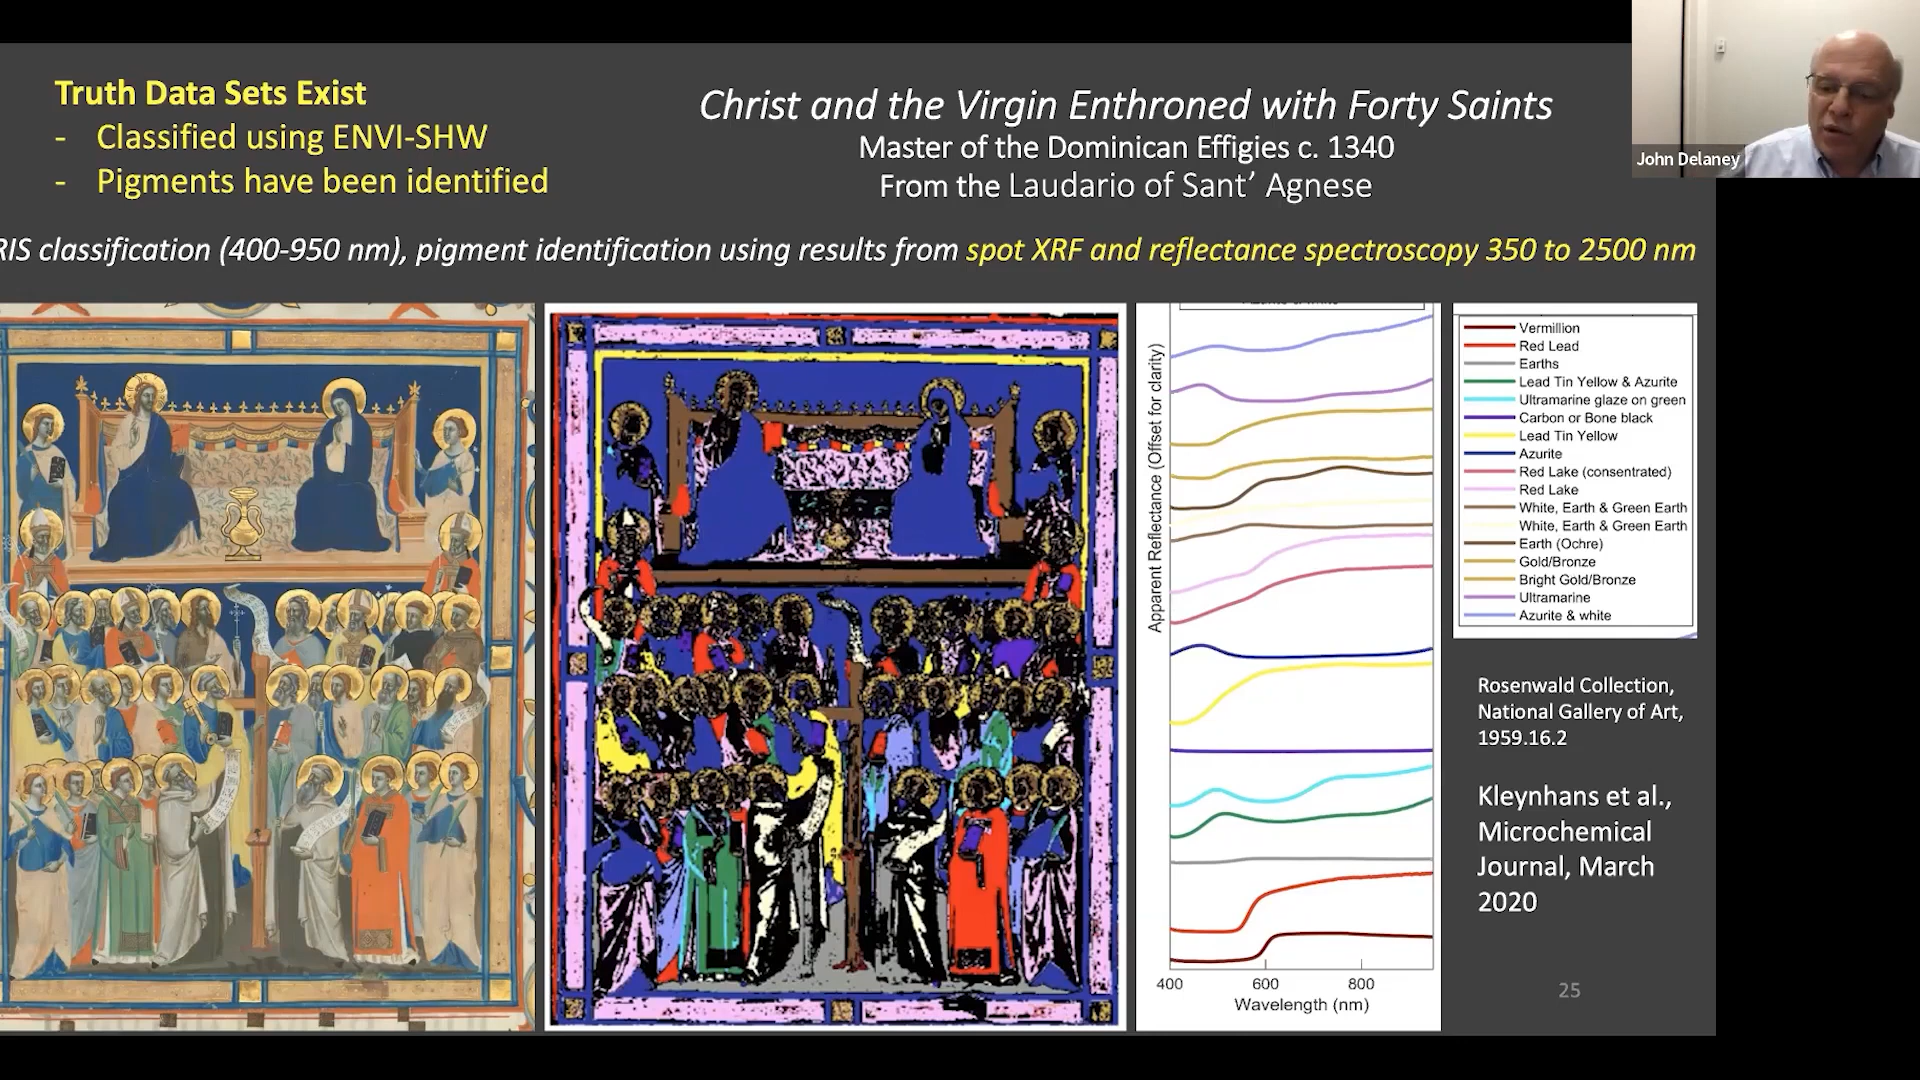 Truth Data Sets Exist
- Classified using ENVI-SHW
- Pigments have been identified
Christ and the Virgin Enthroned with Forty Saints
Master of the Dominican Effigies c. 1340
From the Laudario of Sant’ Agnese
John Delaney
RIS classification (400-950 nm), pigment identification using results from spot XRF and reflectance spectroscopy 350 to 2500 nm
Apparent Reflectance (Offset for clarity)
400 600 800
Wavelength (nm)
Vermillion
Red Lead
Earths
Lead Tin Yellow & Azurite
Ultramarine glaze on green
Carbon or Bone black
Lead Tin Yellow
Azurite
Red Lake (consentrated)
Red Lake
White, Earth & Green Earth
White, Earth & Green Earth
Earth (Ochre)
Gold/Bronze
Bright Gold/Bronze
Ultramarine
Azurite & white
Rosenwald Collection,
National Gallery of Art,
1959.16.2
Kleynhans et al.,
Microchemical
Journal, March
2020
25